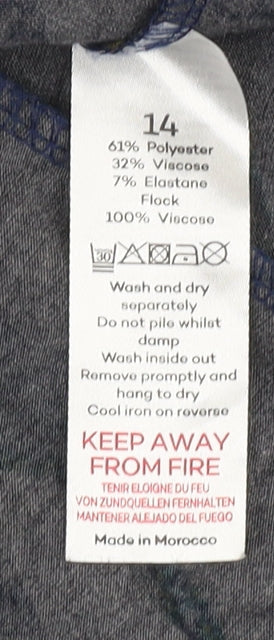 14
61% Polyester
32% Viscose
7% Elastane
Flock
100% Viscose
30
Wash and dry
separately
Do not pile whilst
damp
Wash inside out
Remove promptly and
hang to dry
Cool iron on reverse
KEEP AWAY
FROM FIRE
TENIR ELOIGNE DU FEU
VON ZUNDQUELLEN FERNHALTEN
MANTENER ALEJADO DEL FUEGO
Made in Morocco